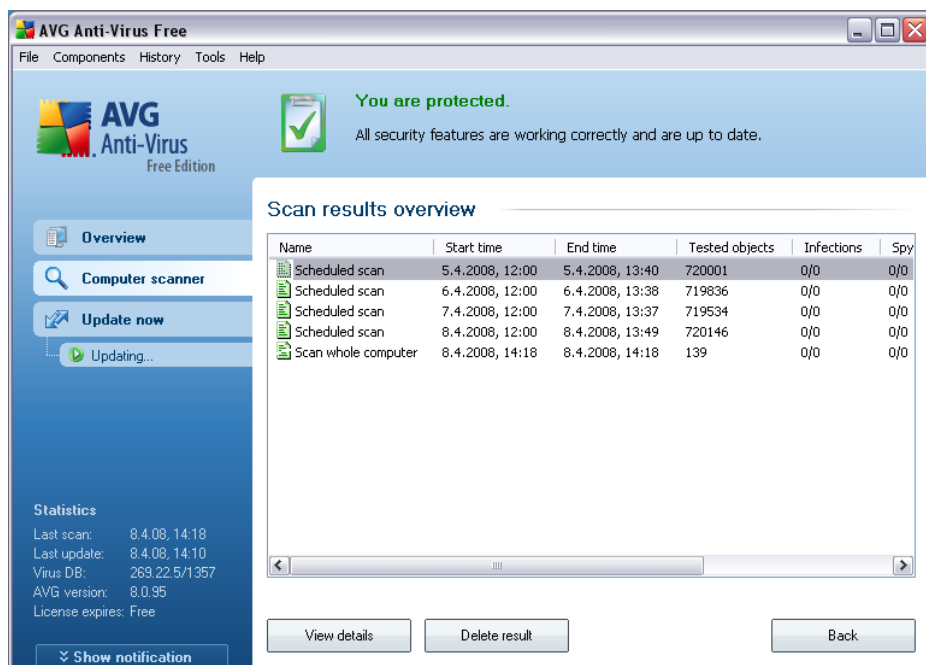 AVG Anti-Virus Free
File Components History Tools Help
AVG
Anti-Virus
Free Edition
You are protected.
All security features are working correctly and are up to date.
Overview
Computer scanner
Update now
Updating...
Scan results overview
Name Start time End time Tested objects Infections Spy
Scheduled scan 5.4.2008, 12:00 5.4.2008, 13:40 720001 0/0 0/0
Scheduled scan 6.4.2008, 12:00 6.4.2008, 13:38 719836 0/0 0/0
Scheduled scan 7.4.2008, 12:00 7.4.2008, 13:37 719534 0/0 0/0
Scheduled scan 8.4.2008, 12:00 8.4.2008, 13:49 720146 0/0 0/0
Scan whole computer 8.4.2008, 14:18 8.4.2008, 14:18 139 0/0 0/0
Statistics
Last scan: 8.4.08, 14:18
Last update: 8.4.08, 14:10
Virus DB: 269.22.5/1357
AVG version: 8.0.95
License expires: Free
Show notification
View details Delete result Back